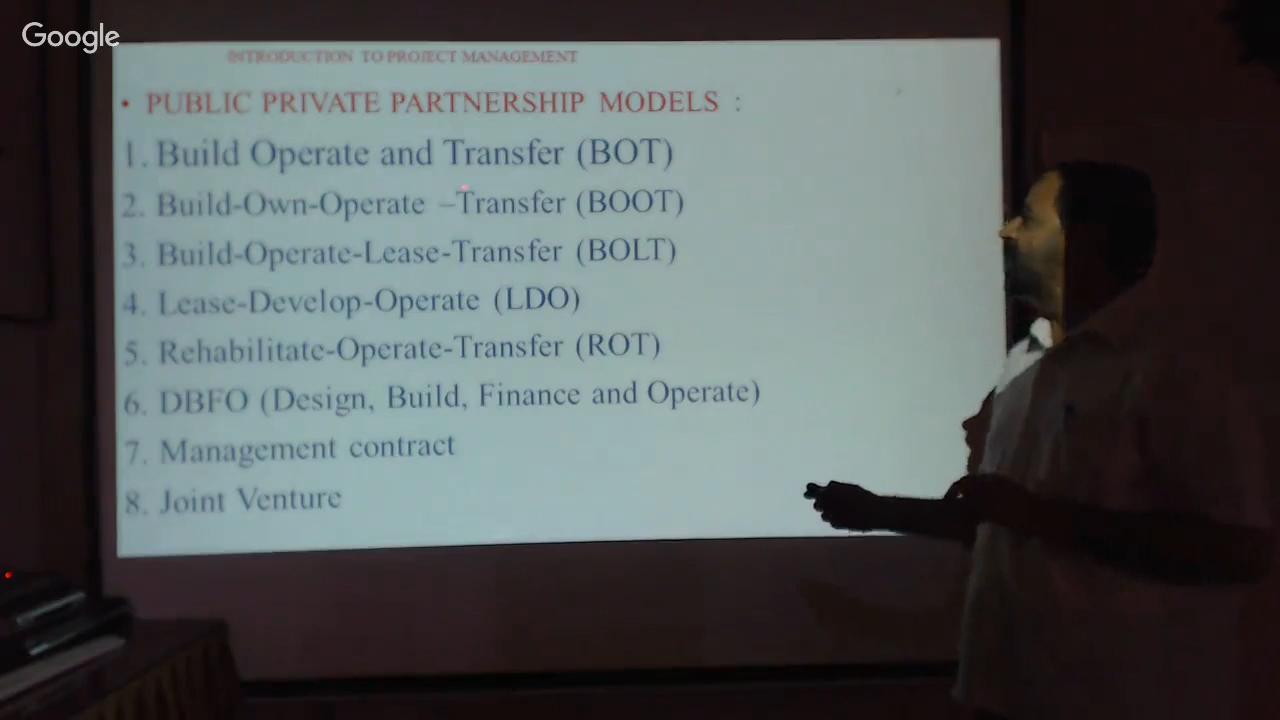 Google
INTRODUCTION TO PROJECT MANAGEMENT
• PUBLIC PRIVATE PARTNERSHIP MODELS :
1. Build Operate and Transfer (BOT)
2. Build-Own-Operate –Transfer (BOOT)
3. Build-Operate-Lease-Transfer (BOLT)
4. Lease-Develop-Operate (LDO)
5. Rehabilitate-Operate-Transfer (ROT)
6. DBFO (Design, Build, Finance and Operate)
7. Management contract
8. Joint Venture